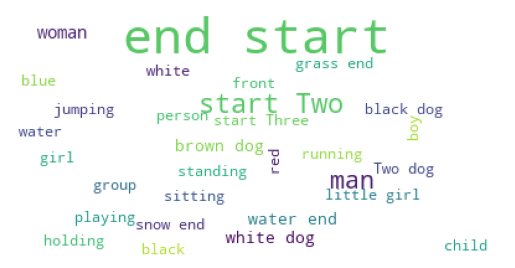 woman
end start
grass end
white
blue
front
start Two
jumping
person
black dog
start Three
boy
water
brown dog
red
running
girl
standing
Two dog
man
group
sitting
little girl
playing
snow end
water end
white dog
holding
black
child